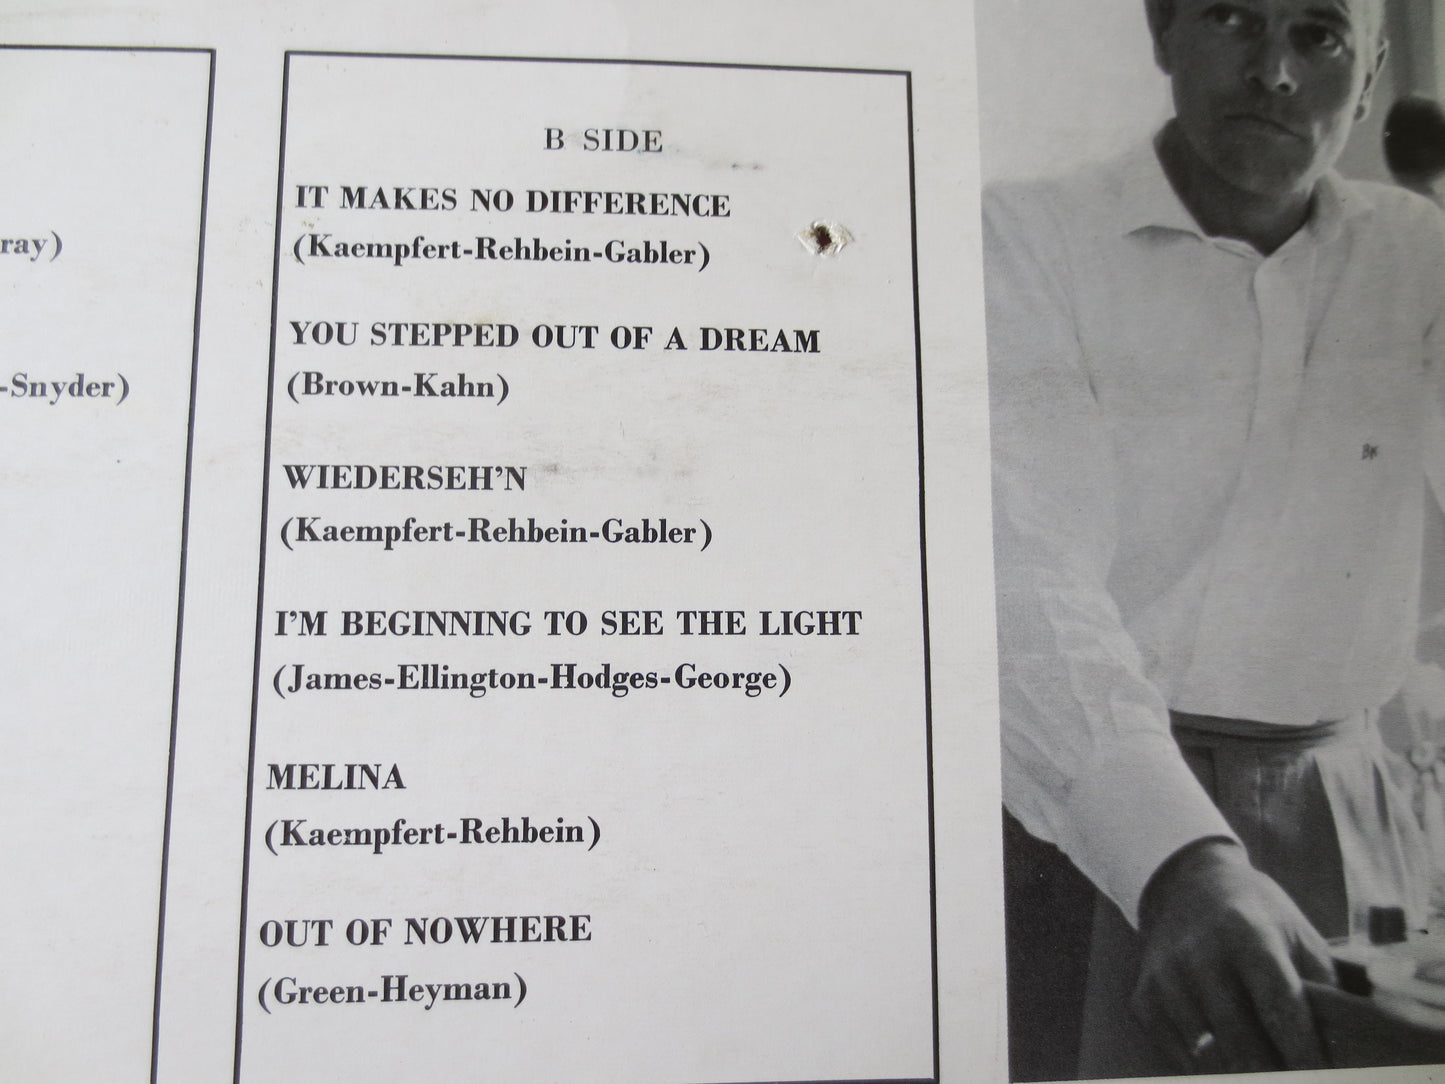 ray)
-Snyder)
B SIDE
IT MAKES NO DIFFERENCE
(Kaempfert-Rehbein-Gabler)
YOU STEPPED OUT OF A DREAM
(Brown-Kahn)
WIEDERSEH'N
(Kaempfert-Rehbein-Gabler)
I'M BEGINNING TO SEE THE LIGHT
(James-Ellington-Hodges-George)
MELINA
(Kaempfert-Rehbein)
OUT OF NOWHERE
(Green-Heyman)
BK